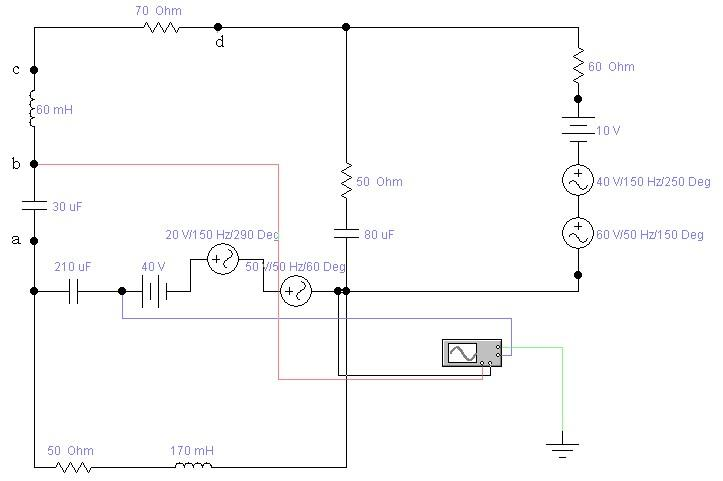 70 Ohm
d
c
60 Ohm
60 mH
10 V
b
50 Ohm
40 V/150 Hz/250 Deg
30 uF
20 V/150 Hz/290 Deg
80 uF
60 V/50 Hz/150 Deg
a
210 uF
40 V
50 V/50 Hz/60 Deg
50 Ohm
170 mH